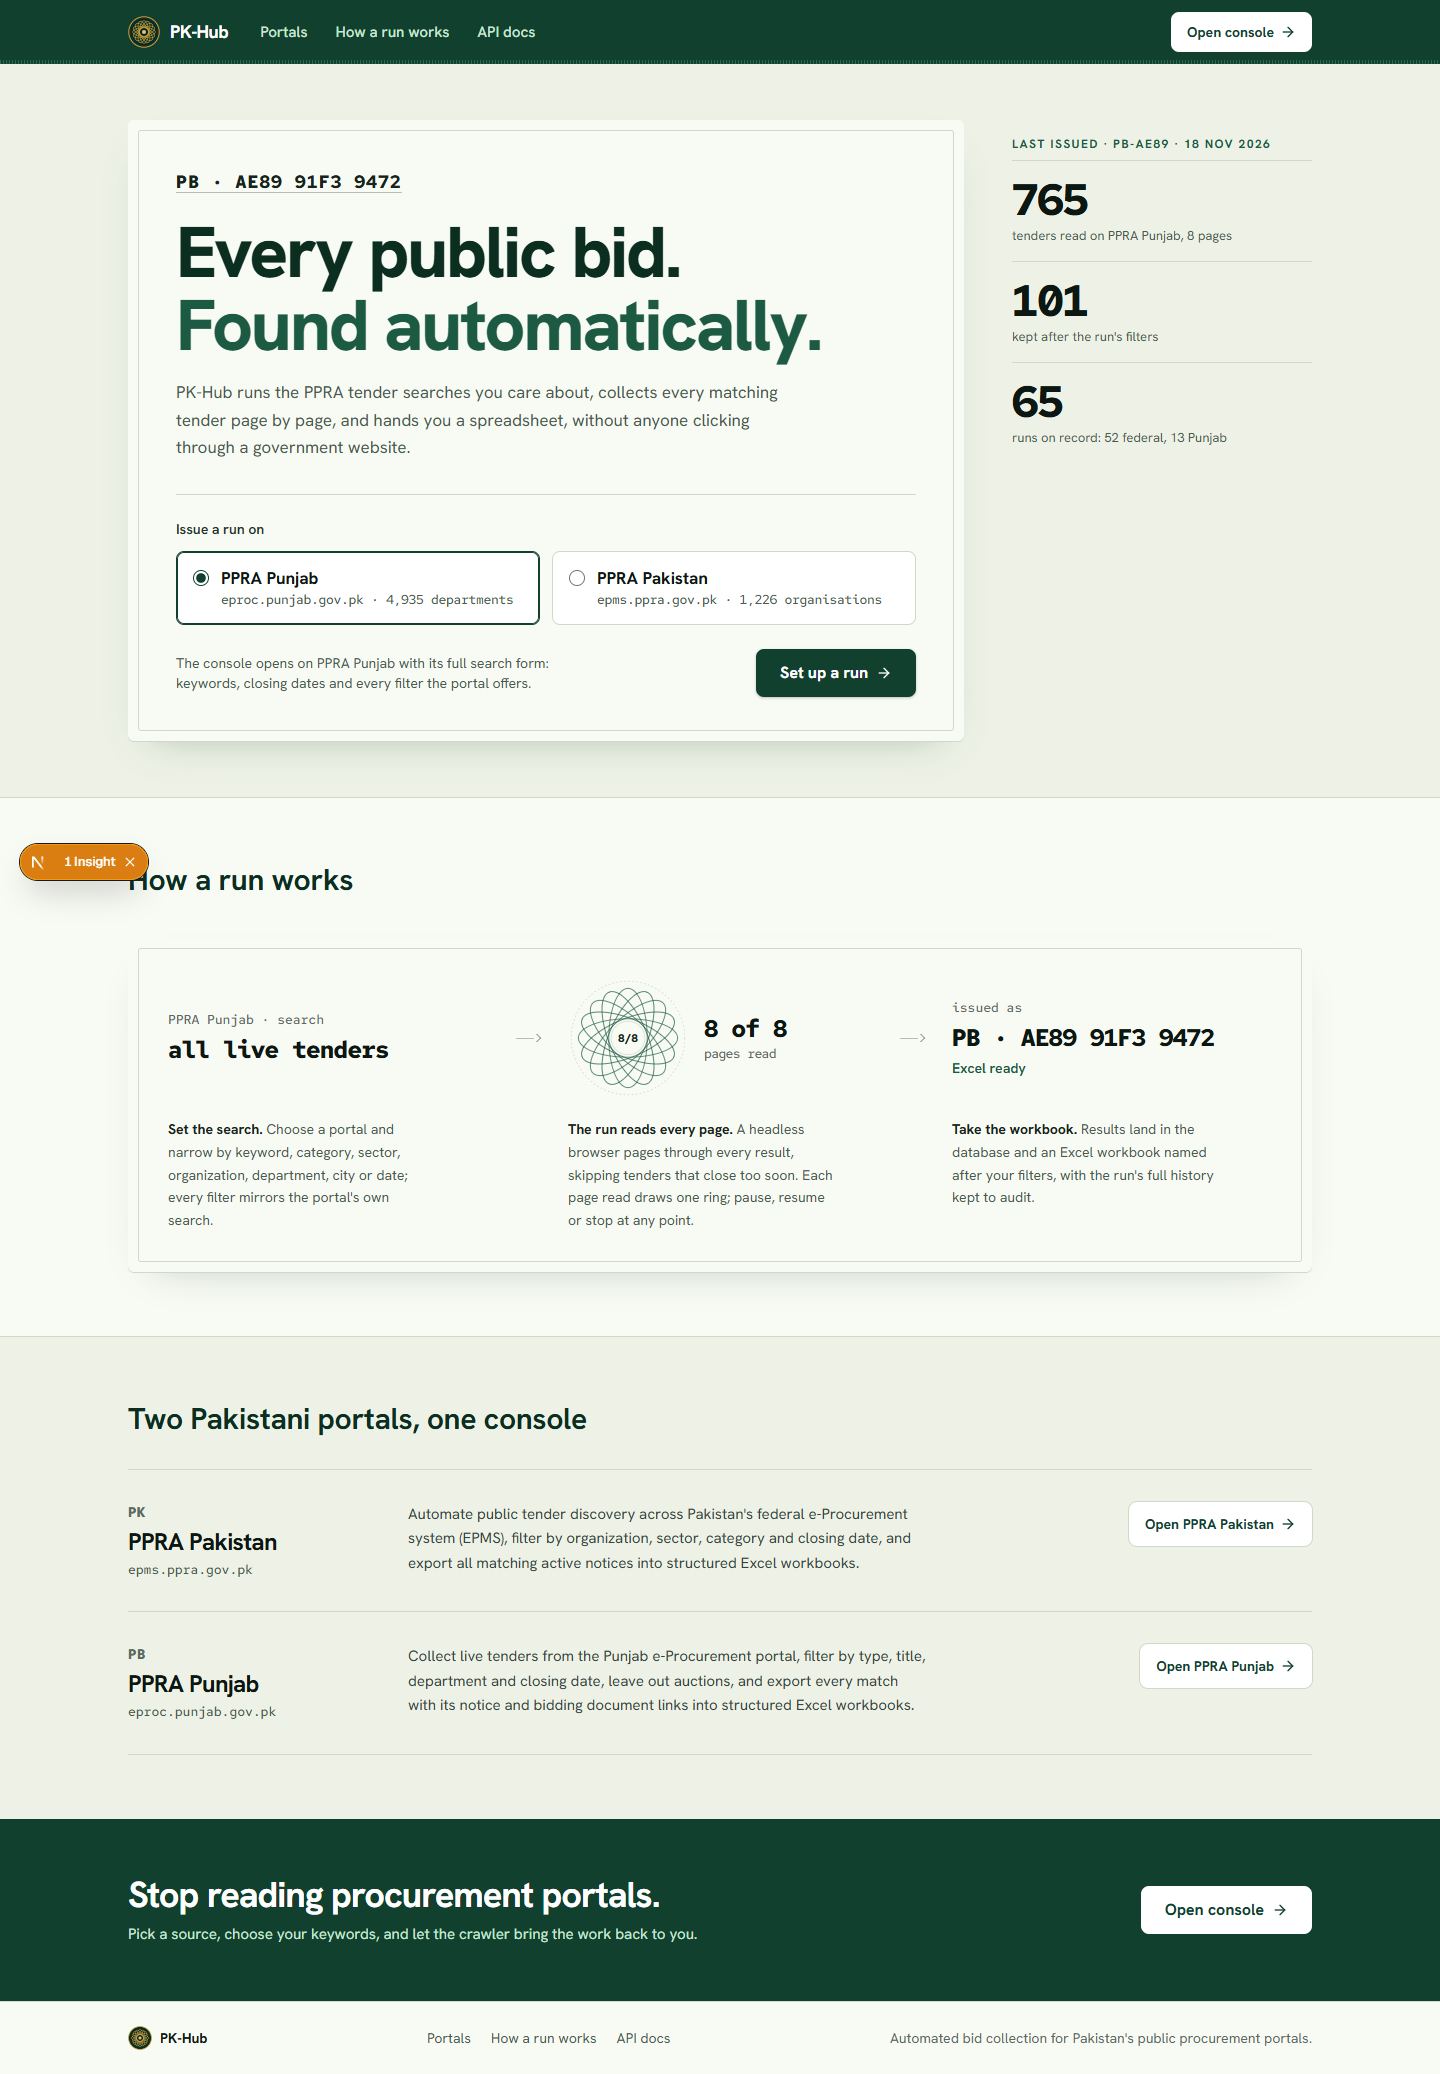 PK-Hub
Portals
How a run works
API docs
Open console →
PB · AE89 91F3 9472
Every public bid.
Found automatically.
PK-Hub runs the PPRA tender searches you care about, collects every matching
tender page by page, and hands you a spreadsheet, without anyone clicking
through a government website.
Issue a run on
PPRA Punjab
eproc.punjab.gov.pk · 4,935 departments
PPRA Pakistan
epms.ppra.gov.pk · 1,226 organisations
The console opens on PPRA Punjab with its full search form:
keywords, closing dates and every filter the portal offers.
Set up a run →
LAST ISSUED · PB-AE89 · 18 NOV 2026
765
tenders read on PPRA Punjab, 8 pages
101
kept after the run's filters
65
runs on record: 52 federal, 13 Punjab
1 Insight
How a run works
PPRA Punjab · search
all live tenders
8/8
8 of 8
pages read
issued as
PB · AE89 91F3 9472
Excel ready
Set the search. Choose a portal and
narrow by keyword, category, sector,
organization, department, city or date;
every filter mirrors the portal's own
search.
The run reads every page. A headless
browser pages through every result,
skipping tenders that close too soon. Each
page read draws one ring; pause, resume
or stop at any point.
Take the workbook. Results land in the
database and an Excel workbook named
after your filters, with the run's full history
kept to audit.
Two Pakistani portals, one console
PK
PPRA Pakistan
epms.ppra.gov.pk
Automate public tender discovery across Pakistan's federal e-Procurement
system (EPMS), filter by organization, sector, category and closing date, and
export all matching active notices into structured Excel workbooks.
Open PPRA Pakistan →
PB
PPRA Punjab
eproc.punjab.gov.pk
Collect live tenders from the Punjab e-Procurement portal, filter by type, title,
department and closing date, leave out auctions, and export every match
with its notice and bidding document links into structured Excel workbooks.
Open PPRA Punjab →
Stop reading procurement portals.
Pick a source, choose your keywords, and let the crawler bring the work back to you.
Open console →
PK-Hub
Portals
How a run works
API docs
Automated bid collection for Pakistan's public procurement portals.